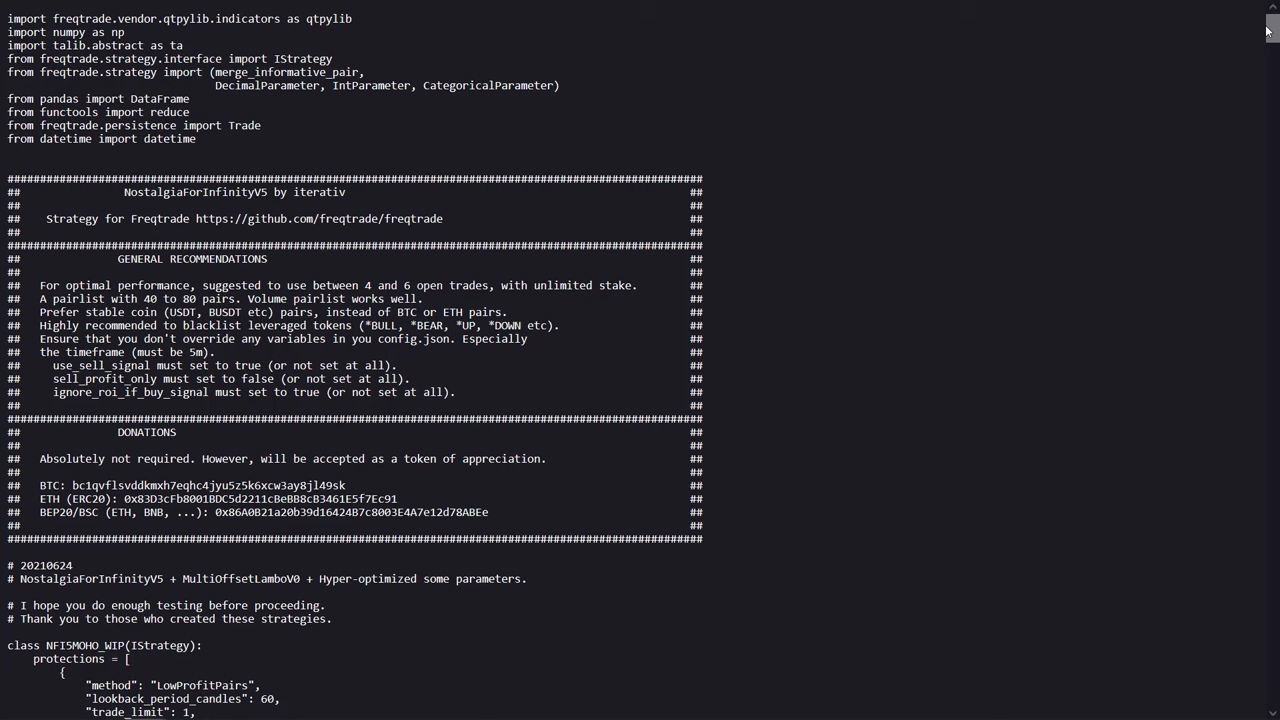 import freqtrade.vendor.qtpylib.indicators as qtpylib
import numpy as np
import talib.abstract as ta
from freqtrade.strategy.interface import IStrategy
from freqtrade.strategy import (merge_informative_pair,
                                DecimalParameter, IntParameter, CategoricalParameter)
from pandas import DataFrame
from functools import reduce
from freqtrade.persistence import Trade
from datetime import datetime
###########################################################################################################
##                NostalgiaForInfinityV5 by iterativ                                                     ##
##                                                                                                       ##
##    Strategy for Freqtrade https://github.com/freqtrade/freqtrade                                      ##
##                                                                                                       ##
###########################################################################################################
##               GENERAL RECOMMENDATIONS                                                                 ##
##                                                                                                       ##
##   For optimal performance, suggested to use between 4 and 6 open trades, with unlimited stake.        ##
##   A pairlist with 40 to 80 pairs. Volume pairlist works well.                                         ##
##   Prefer stable coin (USDT, BUSDT etc) pairs, instead of BTC or ETH pairs.                            ##
##   Highly recommended to blacklist leveraged tokens (*BULL, *BEAR, *UP, *DOWN etc).                    ##
##   Ensure that you don't override any variables in you config.json. Especially                         ##
##   the timeframe (must be 5m).                                                                         ##
##     use_sell_signal must set to true (or not set at all).                                             ##
##     sell_profit_only must set to false (or not set at all).                                           ##
##     ignore_roi_if_buy_signal must set to true (or not set at all).                                    ##
##                                                                                                       ##
###########################################################################################################
##               DONATIONS                                                                               ##
##                                                                                                       ##
##   Absolutely not required. However, will be accepted as a token of appreciation.                      ##
##                                                                                                       ##
##   BTC: bc1qvflsvddkmxh7eqhc4jyu5z5k6xcw3ay8jl49sk                                                     ##
##   ETH (ERC20): 0x83D3cFb8001BDC5d2211cBeBB8cB3461E5f7Ec91                                             ##
##   BEP20/BSC (ETH, BNB, ...): 0x86A0B21a20b39d16424B7c8003E4A7e12d78ABEe                               ##
##                                                                                                       ##
###########################################################################################################
# 20210624
# NostalgiaForInfinityV5 + MultiOffsetLamboV0 + Hyper-optimized some parameters.
# I hope you do enough testing before proceeding.
# Thank you to those who created these strategies.
class NFI5MOHO_WIP(IStrategy):
    protections = [
        {
            "method": "LowProfitPairs",
            "lookback_period_candles": 60,
            "trade_limit": 1,